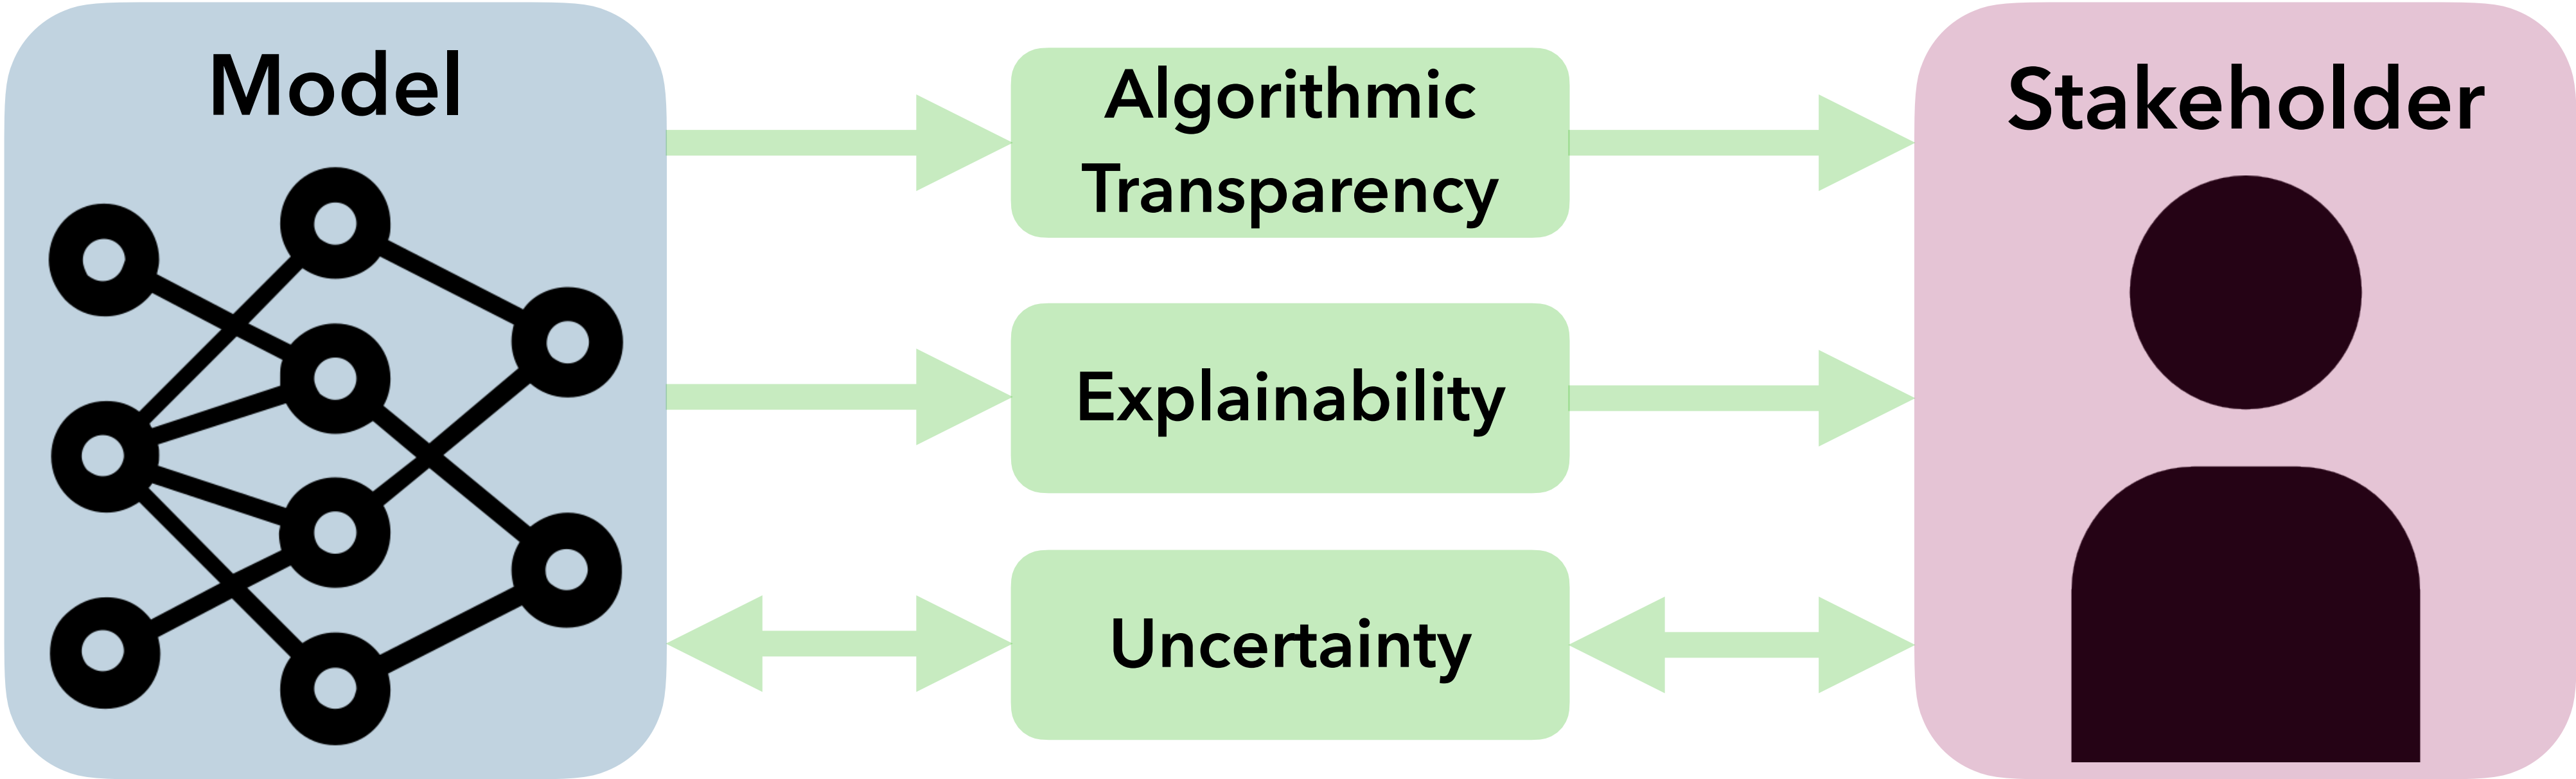 Model
Algorithmic
Transparency
Explainability
Uncertainty
Stakeholder